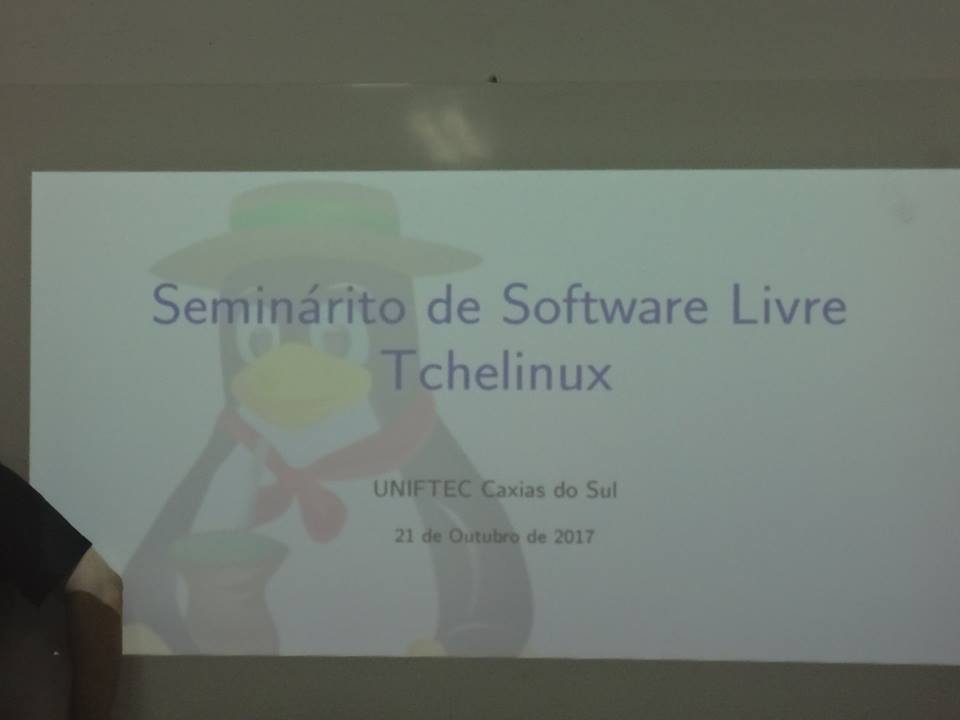 Seminárito de Software Livre
Tchelinux
UNIFTEC Caxias do Sul
21 de Outubro de 2017